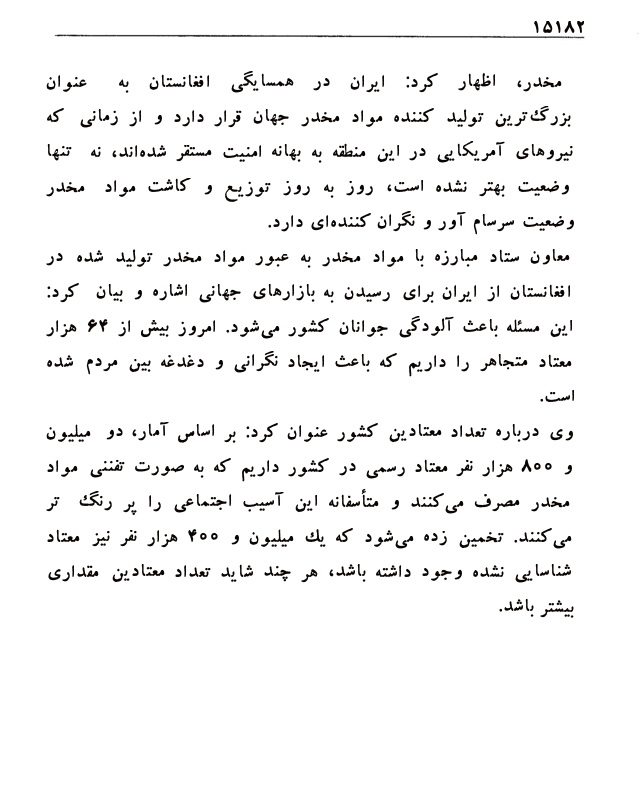 ۱۵۱۸۲
مخدر، اظهار کرد: ایران در همسایگی افغانستان به عنوان
بزرگ‌ترین تولید کننده مواد مخدر جهان قرار دارد و از زمانی که
نیروهای آمریکایی در این منطقه به بهانه امنیت مستقر شده‌اند، نه تنها
وضعیت بهتر نشده است، روز به روز توزیع و کاشت مواد مخدر
وضعیت سرسام آور و نگران کننده‌ای دارد.
معاون ستاد مبارزه با مواد مخدر به عبور مواد مخدر تولید شده در
افغانستان از ایران برای رسیدن به بازارهای جهانی اشاره و بیان کرد:
این مسئله باعث آلودگی جوانان کشور می‌شود. امروز بیش از ۶۴ هزار
معتاد متجاهر را داریم که باعث ایجاد نگرانی و دغدغه بین مردم شده
است.
وی درباره تعداد معتادین کشور عنوان کرد: بر اساس آمار، دو میلیون
و ۸۰۰ هزار نفر معتاد رسمی در کشور داریم که به صورت تفننی مواد
مخدر مصرف می‌کنند و متأسفانه این آسیب اجتماعی را پر رنگ تر
می‌کنند. تخمین زده می‌شود که یك میلیون و ۴۰۰ هزار نفر نیز معتاد
شناسایی نشده وجود داشته باشد، هر چند شاید تعداد معتادین مقداری
بیشتر باشد.